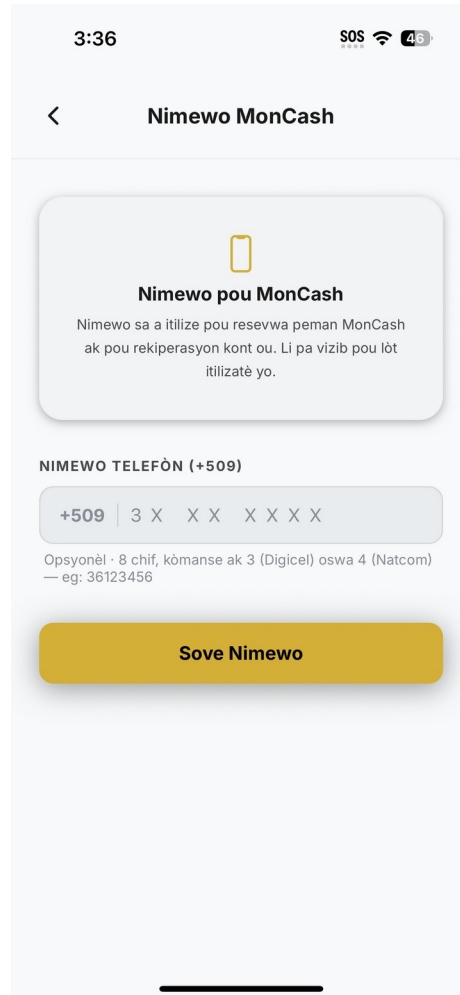 3:36
SOS
46
Nimewo MonCash
Nimewo pou MonCash
Nimewo sa a itilize pou resevwa peman MonCash
ak pou rekiperasyon kont ou. Li pa vizib pou lòt
itilizatè yo.
NIMEWO TELEFÒN (+509)
+509 3X XX XXXX
Opsyonèl · 8 chif, kòmanse ak 3 (Digicel) oswa 4 (Natcom)
— eg: 36123456
Sove Nimewo